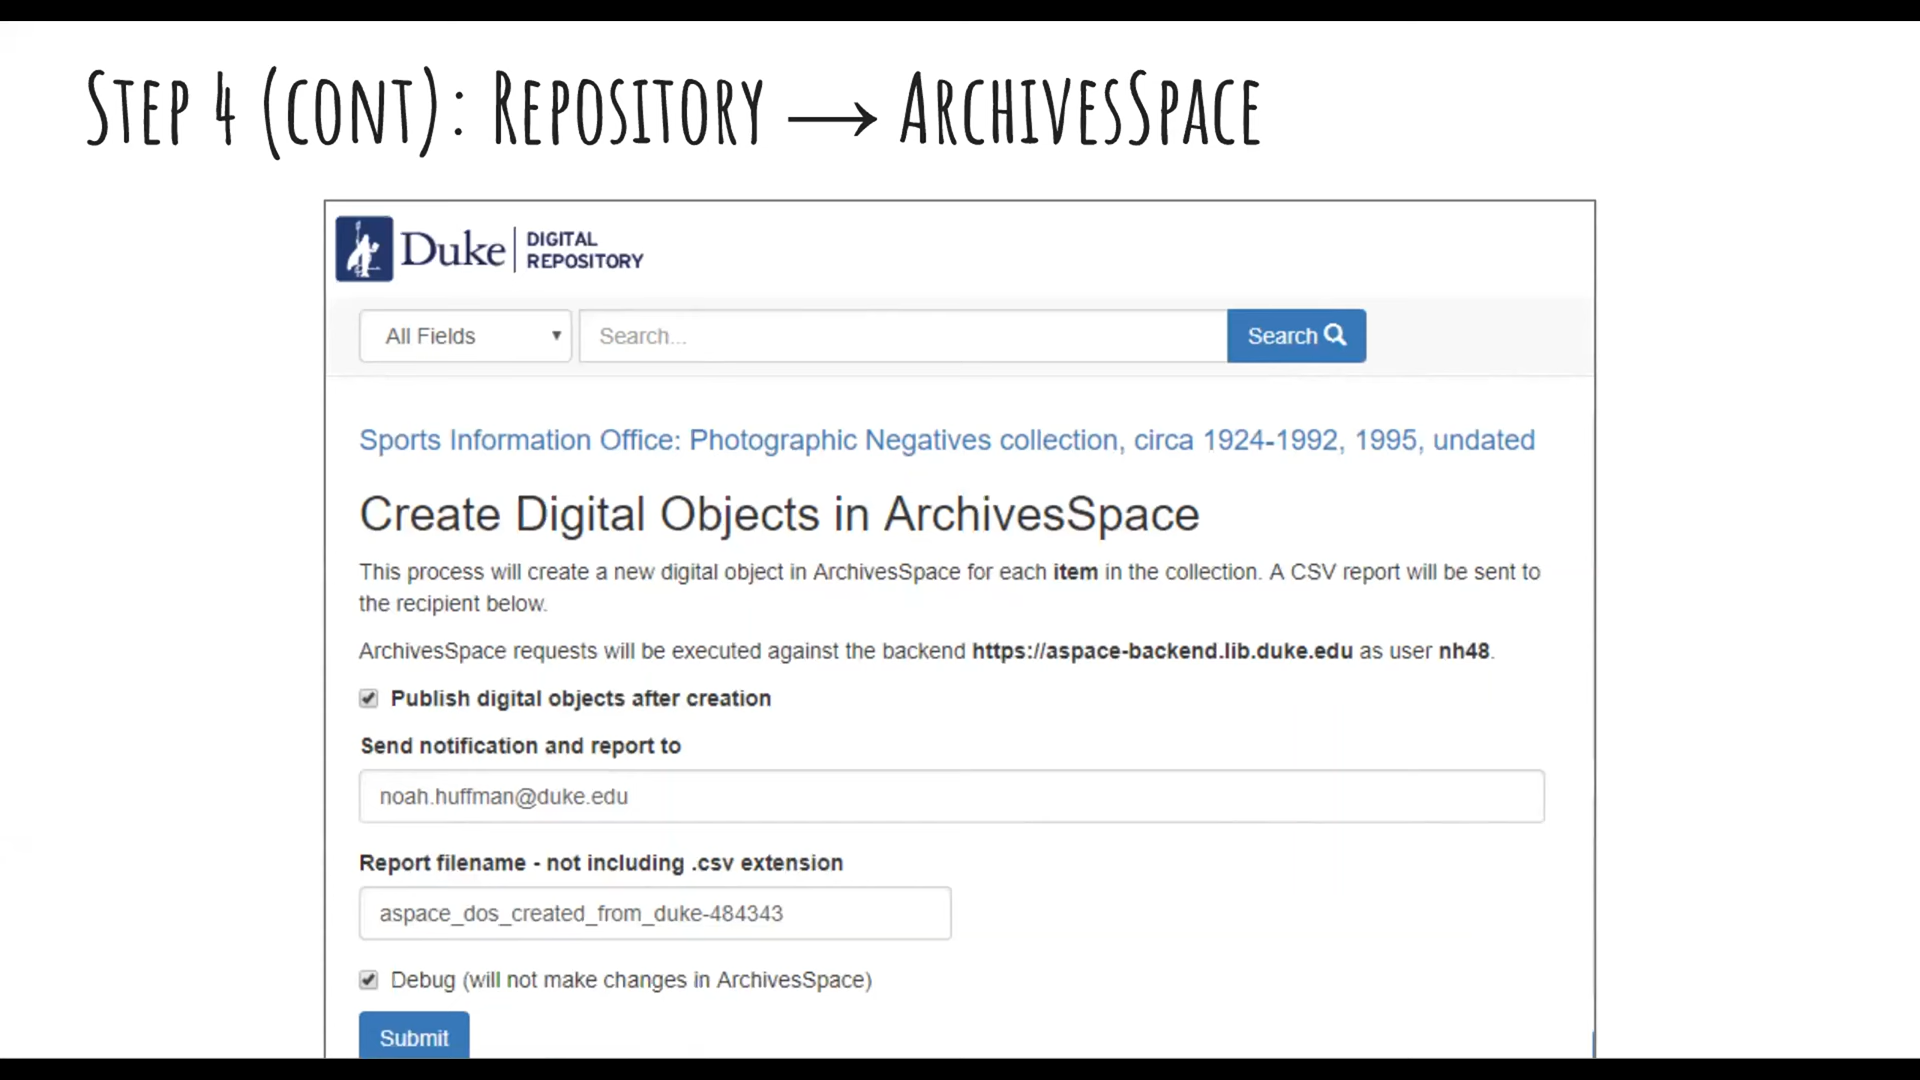 Step 4 (cont): Repository → ArchivesSpace
Duke DIGITAL
REPOSITORY
All Fields
Search...
Search
Sports Information Office: Photographic Negatives collection, circa 1924-1992, 1995, undated
Create Digital Objects in ArchivesSpace
This process will create a new digital object in ArchivesSpace for each item in the collection. A CSV report will be sent to
the recipient below.
ArchivesSpace requests will be executed against the backend https://aspace-backend.lib.duke.edu as user nh48.
Publish digital objects after creation
Send notification and report to
noah.huffman@duke.edu
Report filename - not including .csv extension
aspace_dos_created_from_duke-484343
Debug (will not make changes in ArchivesSpace)
Submit